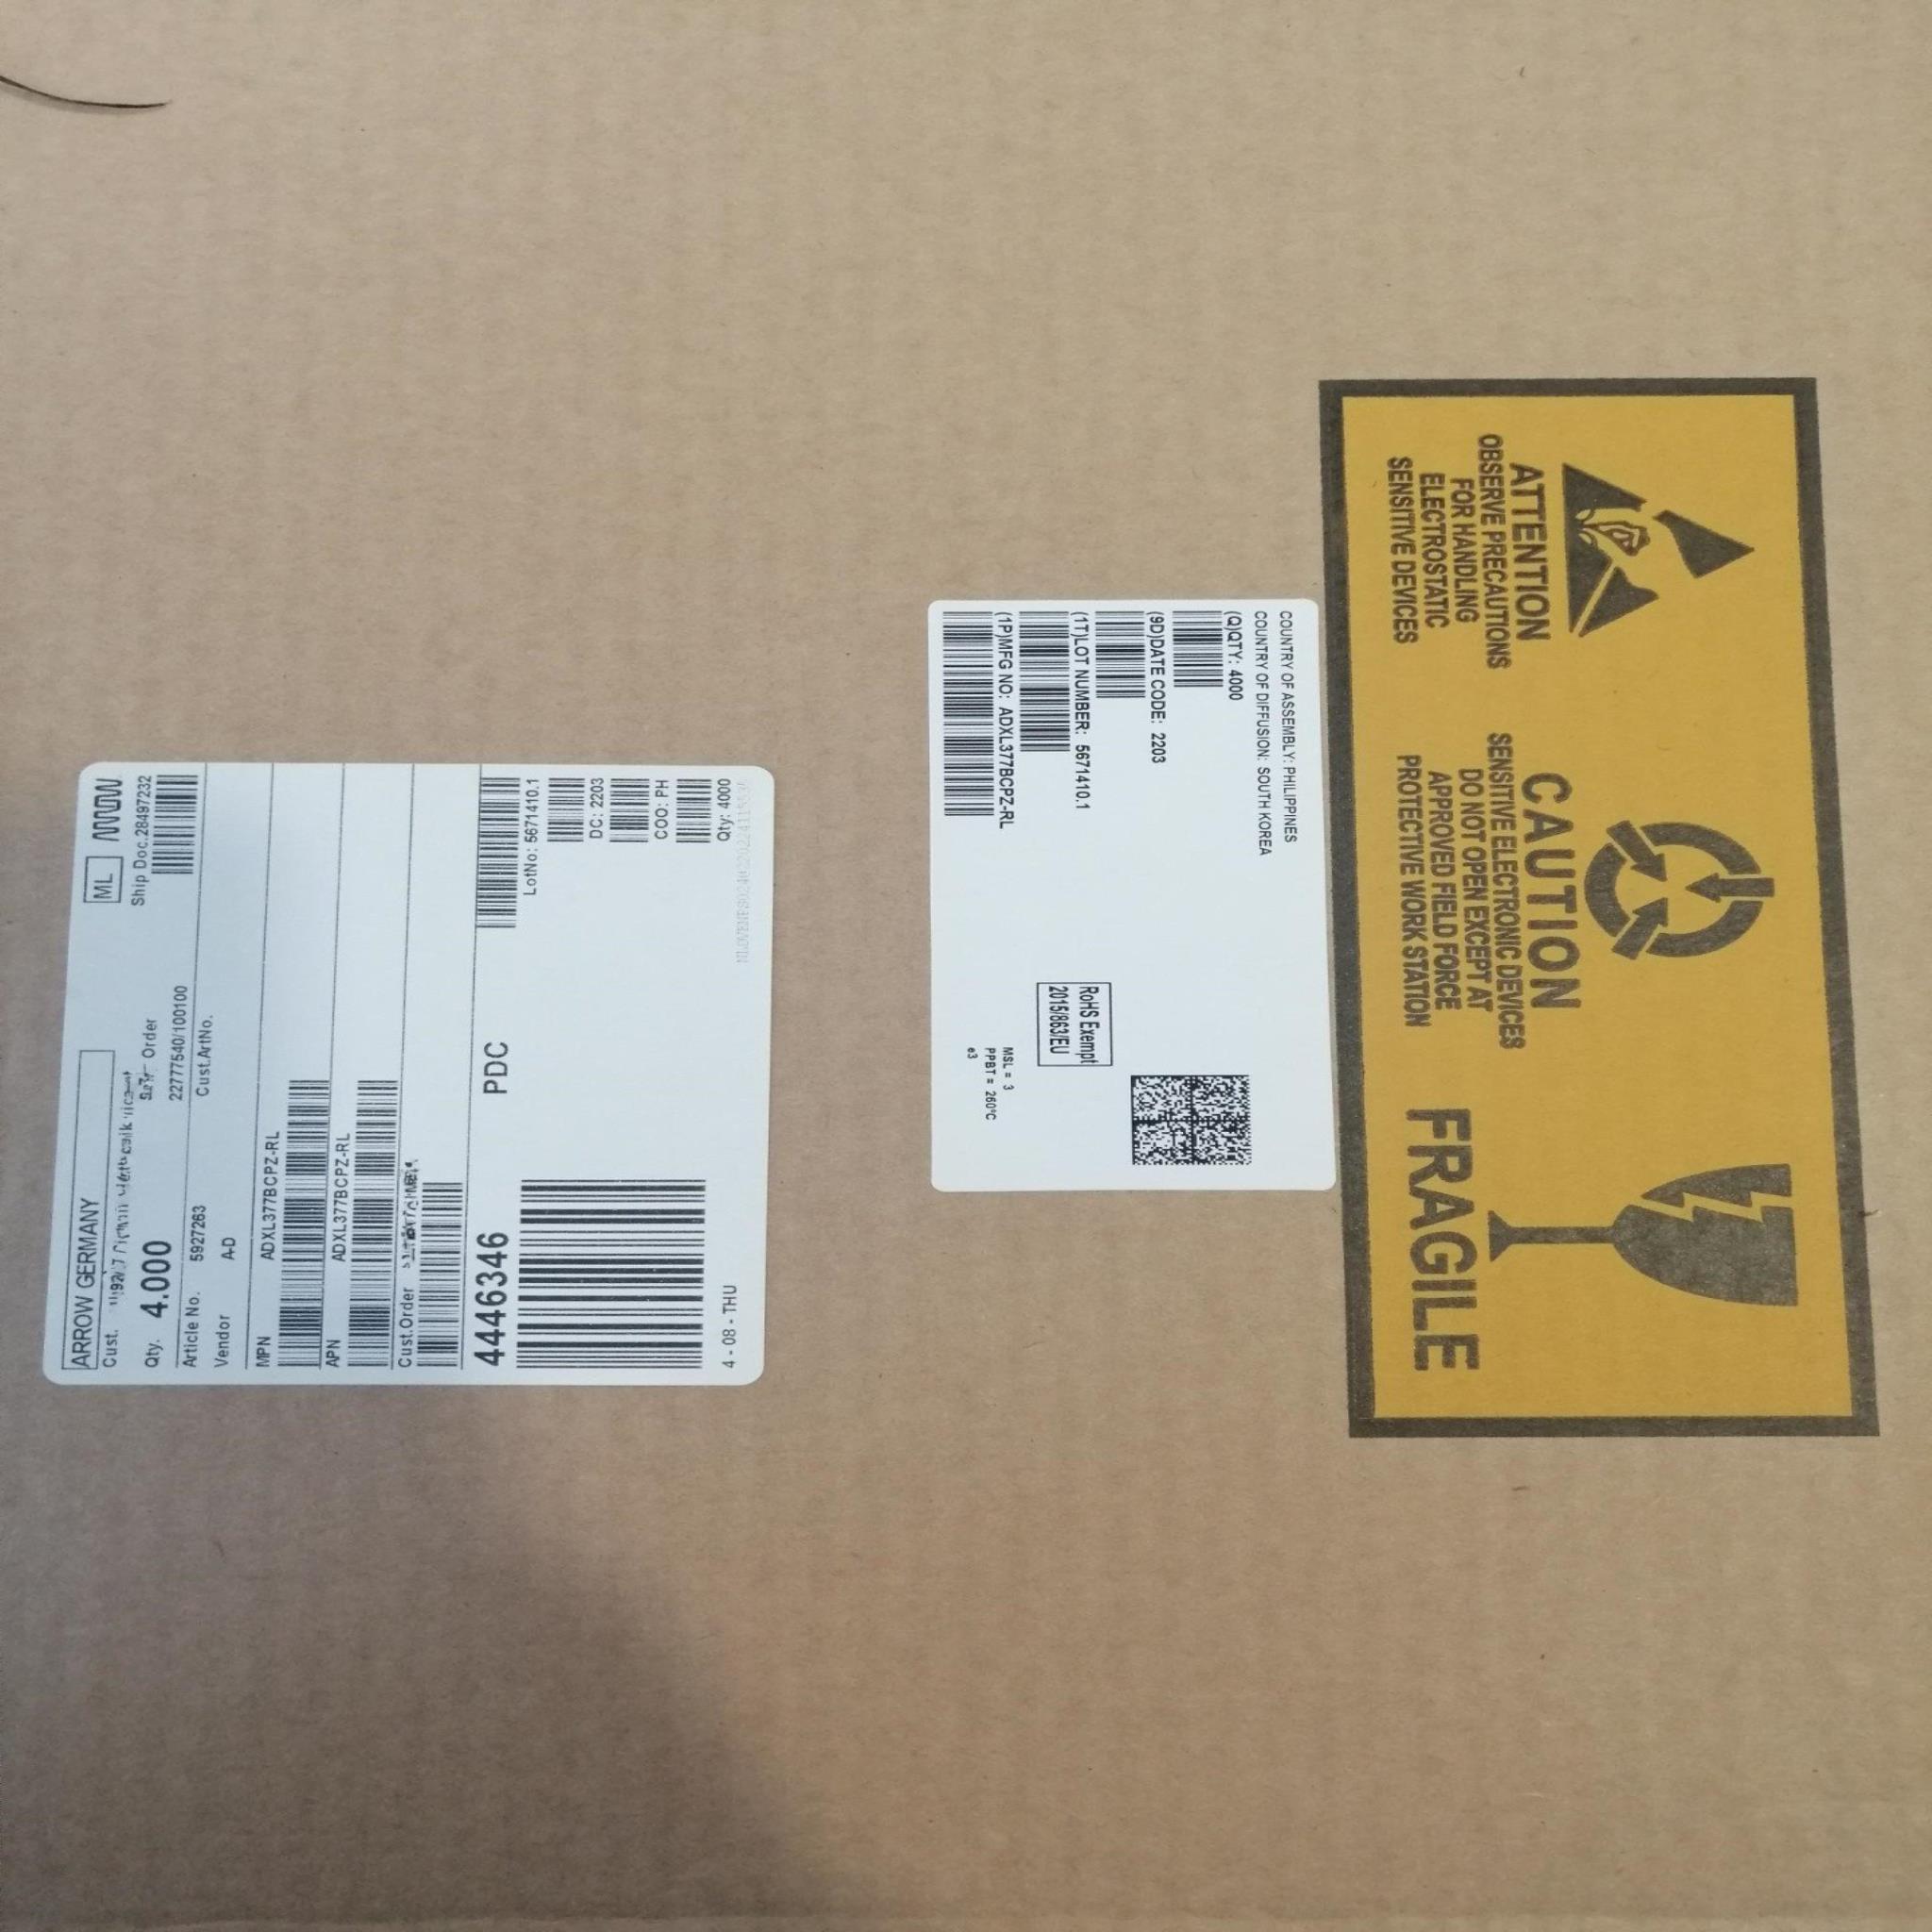 ARROW GERMANY
ML
Cust.
Ship Doc.28497232
Qty. 4.000
Order
22777540/100100
Article No. 5927263
Cust.ArtNo.
Vendor A-D
MPN ADXL377BCPZ-RL
APN ADXL377BCPZ-RL
Cust.Order
4446346
PDC
LotNo: 5671410.1
DC: 2203
COO: PH
Qty: 4000
4 - 08 - THU
COUNTRY OF ASSEMBLY: PHILIPPINES
COUNTRY OF DIFFUSION: SOUTH KOREA
(Q)QTY: 4000
(9D)DATE CODE: 2203
(1T)LOT NUMBER: 5671410.1
(1P)MFG NO: ADXL377BCPZ-RL
RoHS Exempt
2015/863/EU
MSL = 3
PPBT = 260°C
e3
ATTENTION
OBSERVE PRECAUTIONS
FOR HANDLING
ELECTROSTATIC
SENSITIVE DEVICES
CAUTION
SENSITIVE ELECTRONIC DEVICES
DO NOT OPEN EXCEPT AT
APPROVED FIELD FORCE
PROTECTIVE WORK STATION
FRAGILE